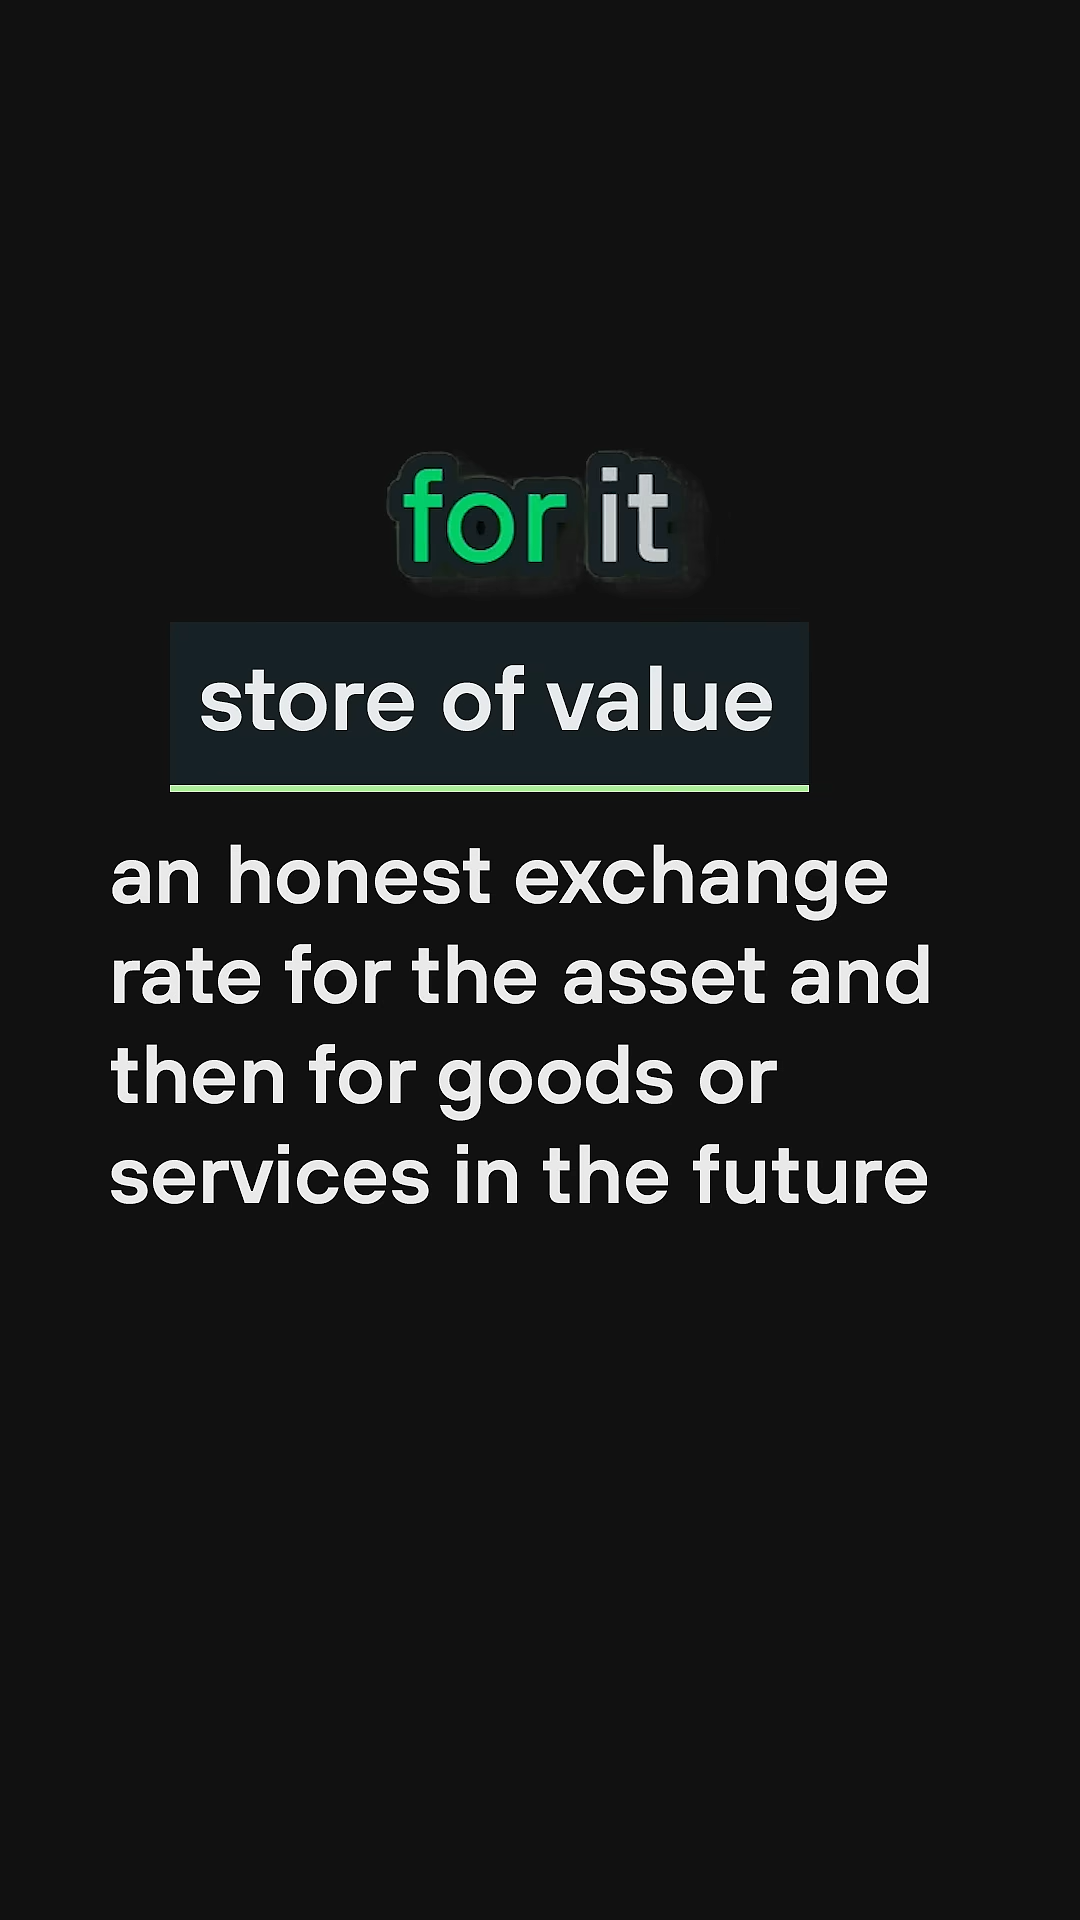 for it
store of value
an honest exchange
rate for the asset and
then for goods or
services in the future